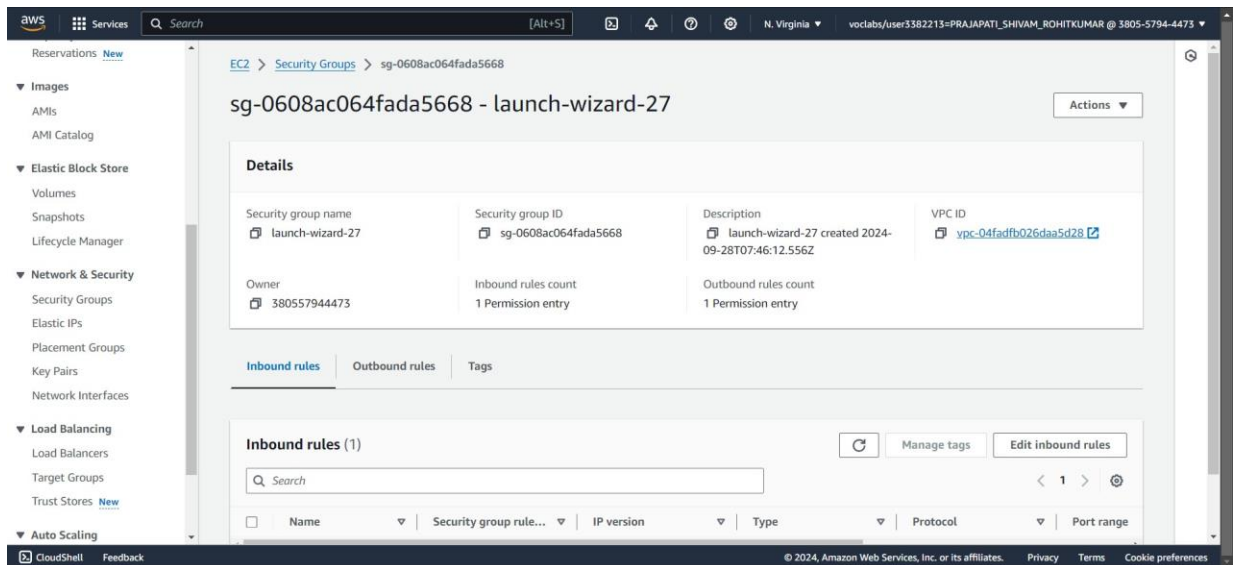 aws Services Search [Alt+S] N. Virginia voclabs/user3382213=PRAJAPATI_SHIVAM_ROHITKUMAR @ 3805-5794-4473
Reservations New
Images
AMIs
AMI Catalog
Elastic Block Store
Volumes
Snapshots
Lifecycle Manager
Network & Security
Security Groups
Elastic IPs
Placement Groups
Key Pairs
Network Interfaces
Load Balancing
Load Balancers
Target Groups
Trust Stores New
Auto Scaling
EC2 > Security Groups > sg-0608ac064fada5668
sg-0608ac064fada5668 - launch-wizard-27
Actions
Details
Security group name
launch-wizard-27
Security group ID
sg-0608ac064fada5668
Description
launch-wizard-27 created 2024-
09-28T07:46:12.556Z
VPC ID
vpc-04fadfb026daa5d28
Owner
380557944473
Inbound rules count
1 Permission entry
Outbound rules count
1 Permission entry
Inbound rules Outbound rules Tags
Inbound rules (1)
Manage tags Edit inbound rules
Search
< 1 >
Name Security group rule... IP version Type Protocol Port range
CloudShell Feedback © 2024, Amazon Web Services, Inc. or its affiliates. Privacy Terms Cookie preferences